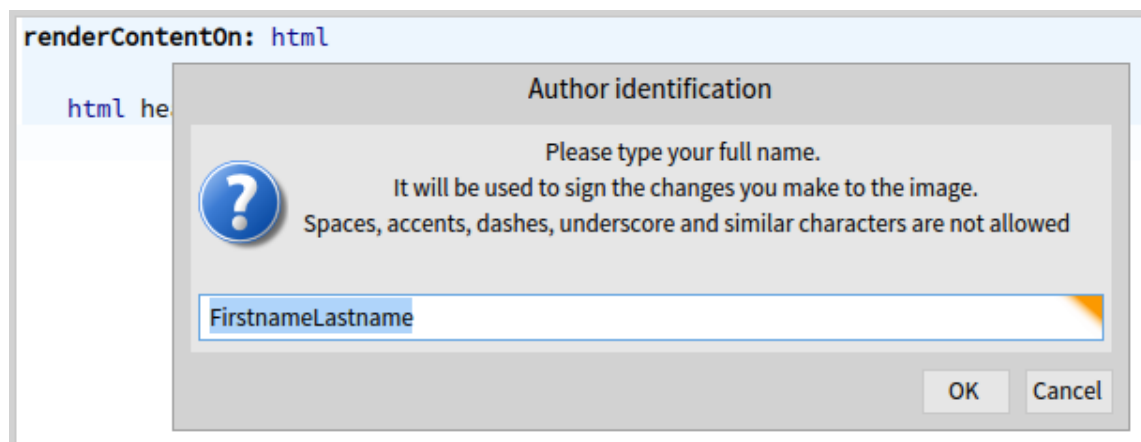 renderContentOn: html
html
Author identification
Please type your full name.
It will be used to sign the changes you make to the image.
Spaces, accents, dashes, underscore and similar characters are not allowed
FirstnameLastname
OK Cancel